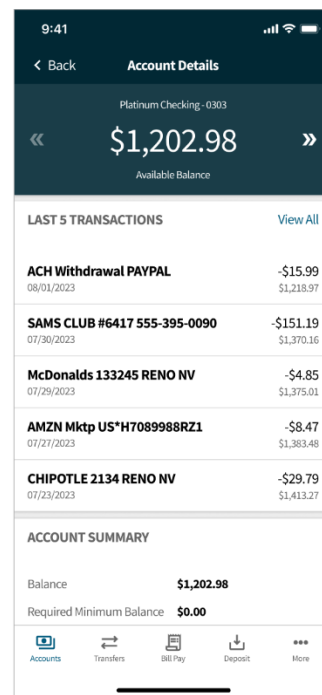 9:41
Back Account Details
Platinum Checking - 0303
« $1,202.98 »
Available Balance
LAST 5 TRANSACTIONS View All
ACH Withdrawal PAYPAL -$15.99
08/01/2023 $1,218.97
SAMS CLUB #6417 555-395-0090 -$151.19
07/30/2023 $1,370.16
McDonalds 133245 RENO NV -$4.85
07/29/2023 $1,375.01
AMZN Mktp US*H7089988RZ1 -$8.47
07/27/2023 $1,383.48
CHIPOTLE 2134 RENO NV -$29.79
07/23/2023 $1,413.27
ACCOUNT SUMMARY
Balance $1,202.98
Required Minimum Balance $0.00
Accounts Transfers Bill Pay Deposit More